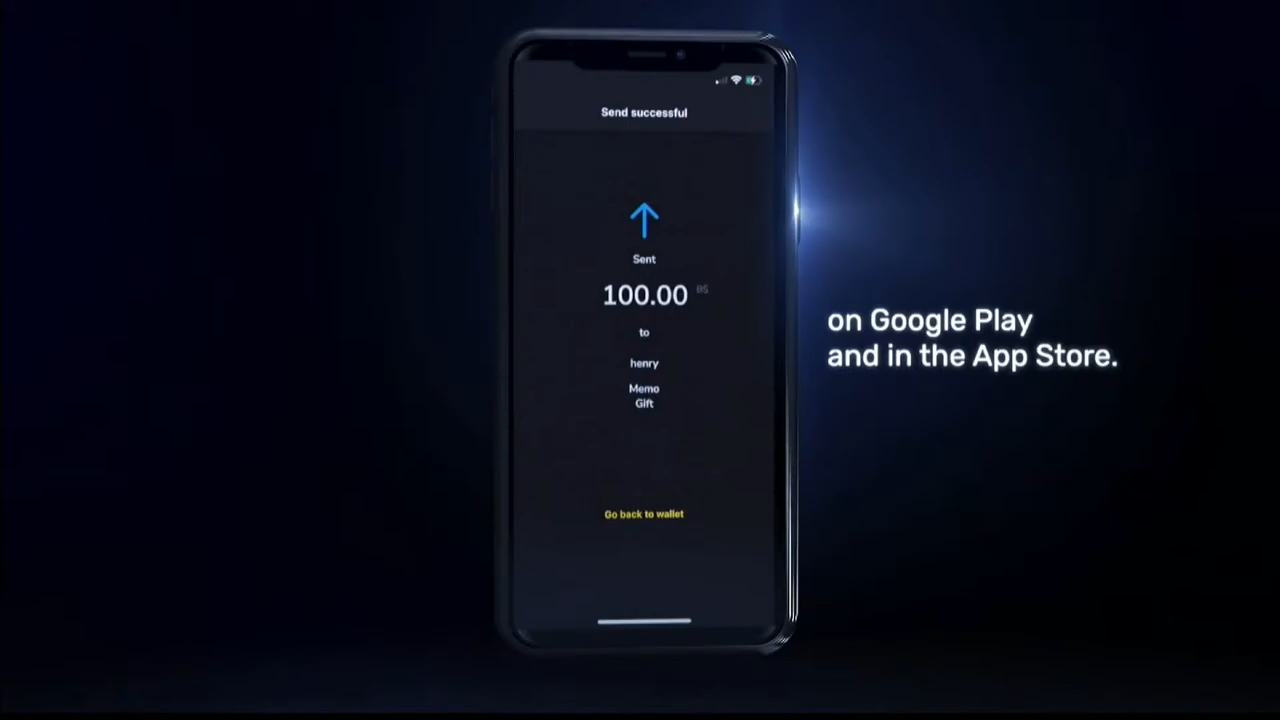 Send successful
Sent
100.00
to
henry
Memo
Gift
Go back to wallet
on Google Play
and in the App Store.